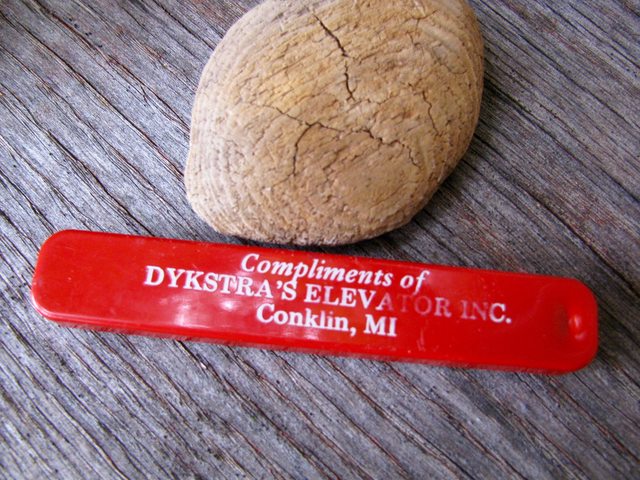 Compliments of
DYKSTRA'S ELEVATOR INC.
Conklin, MI